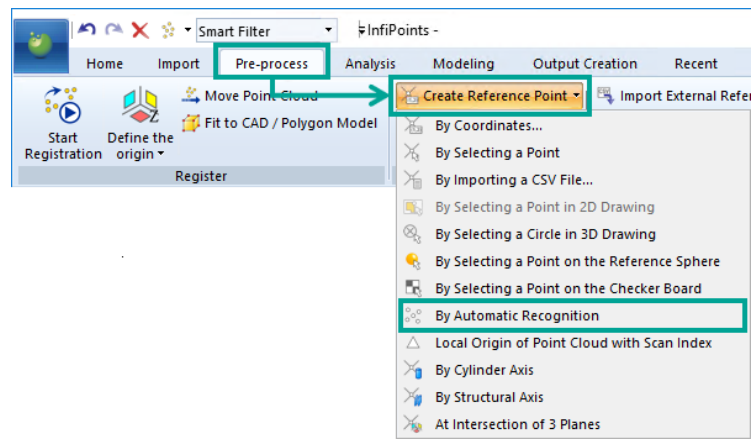 Smart Filter
InfiPoints -
Home Import Pre-process Analysis Modeling Output Creation Recent
Start Registration
Define the origin
Move Point Cloud
Fit to CAD / Polygon Model
Register
Create Reference Point
Import External Refer
By Coordinates...
By Selecting a Point
By Importing a CSV File...
By Selecting a Point in 2D Drawing
By Selecting a Circle in 3D Drawing
By Selecting a Point on the Reference Sphere
By Selecting a Point on the Checker Board
By Automatic Recognition
Local Origin of Point Cloud with Scan Index
By Cylinder Axis
By Structural Axis
At Intersection of 3 Planes